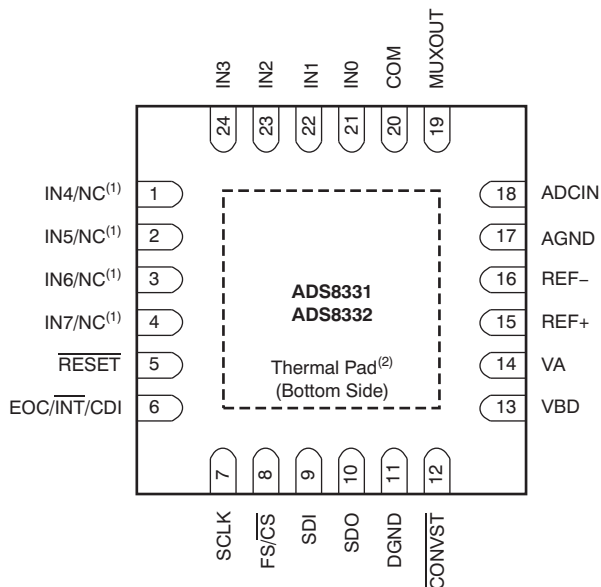 IN3
IN2
IN1
IN0
COM
MUXOUT
24
23
22
21
20
19
IN4/NC(1) 1
IN5/NC(1) 2
IN6/NC(1) 3
IN7/NC(1) 4
RESET 5
EOC/INT/CDI 6
18 ADCIN
17 AGND
16 REF−
15 REF+
14 VA
13 VBD
ADS8331
ADS8332
Thermal Pad(2)
(Bottom Side)
7
8
9
10
11
12
SCLK
FS/CS
SDI
SDO
DGND
CONVST